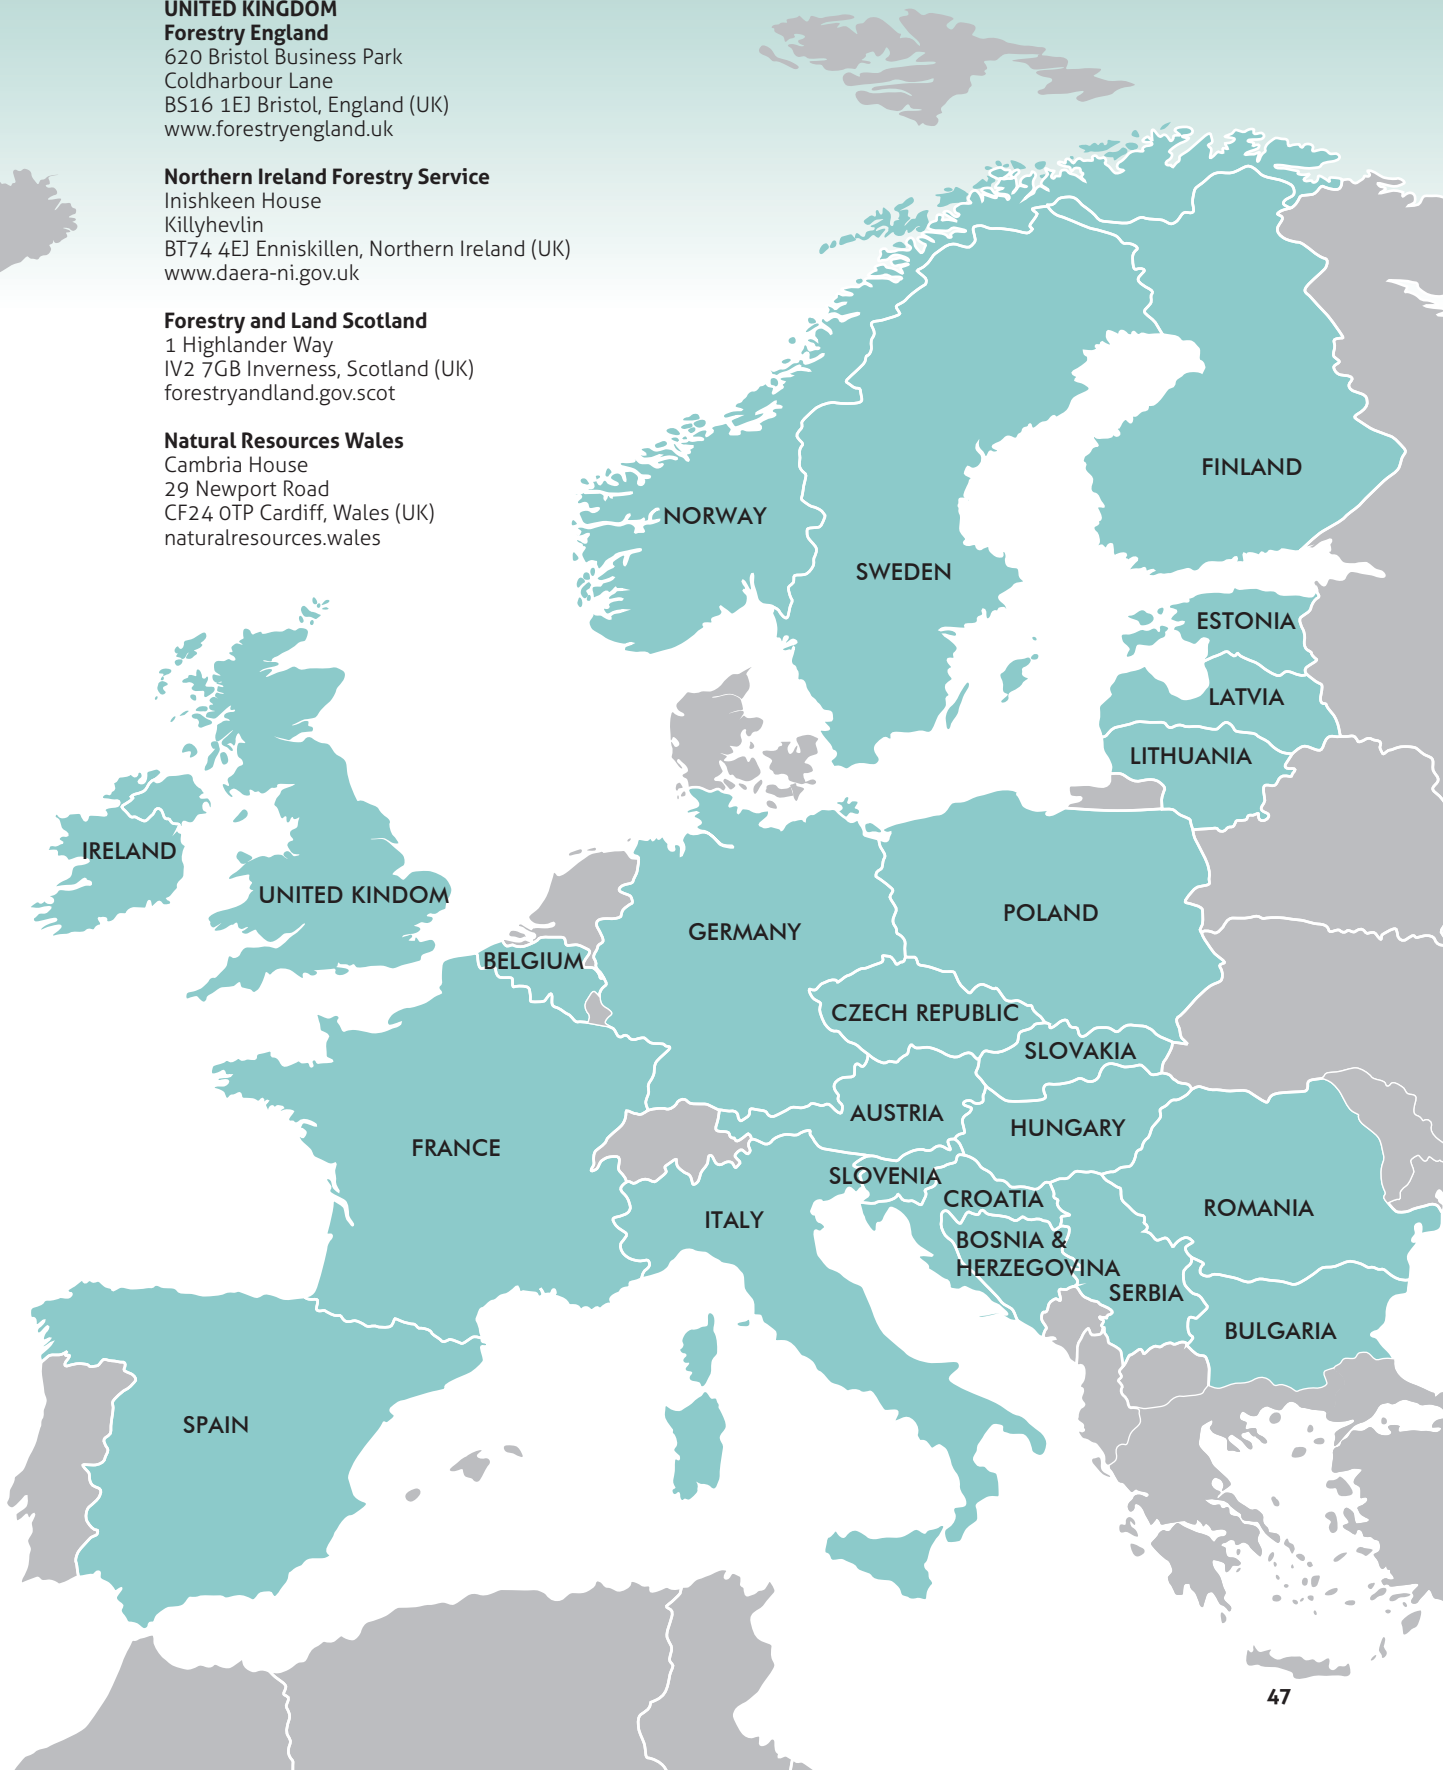 UNITED KINGDOM
Forestry England
620 Bristol Business Park
Coldharbour Lane
BS16 1EJ Bristol, England (UK)
www.forestryengland.uk
Northern Ireland Forestry Service
Inishkeen House
Killyhevlin
BT74 4EJ Enniskillen, Northern Ireland (UK)
www.daera-ni.gov.uk
Forestry and Land Scotland
1 Highlander Way
IV2 7GB Inverness, Scotland (UK)
forestryandland.gov.scot
Natural Resources Wales
Cambria House
29 Newport Road
CF24 0TP Cardiff, Wales (UK)
naturalresources.wales
FINLAND
NORWAY
SWEDEN
ESTONIA
LATVIA
LITHUANIA
IRELAND
UNITED KINDOM
POLAND
GERMANY
BELGIUM
CZECH REPUBLIC
SLOVAKIA
AUSTRIA
HUNGARY
FRANCE
SLOVENIA
CROATIA
ROMANIA
ITALY
BOSNIA &
HERZEGOVINA
SERBIA
BULGARIA
SPAIN
47